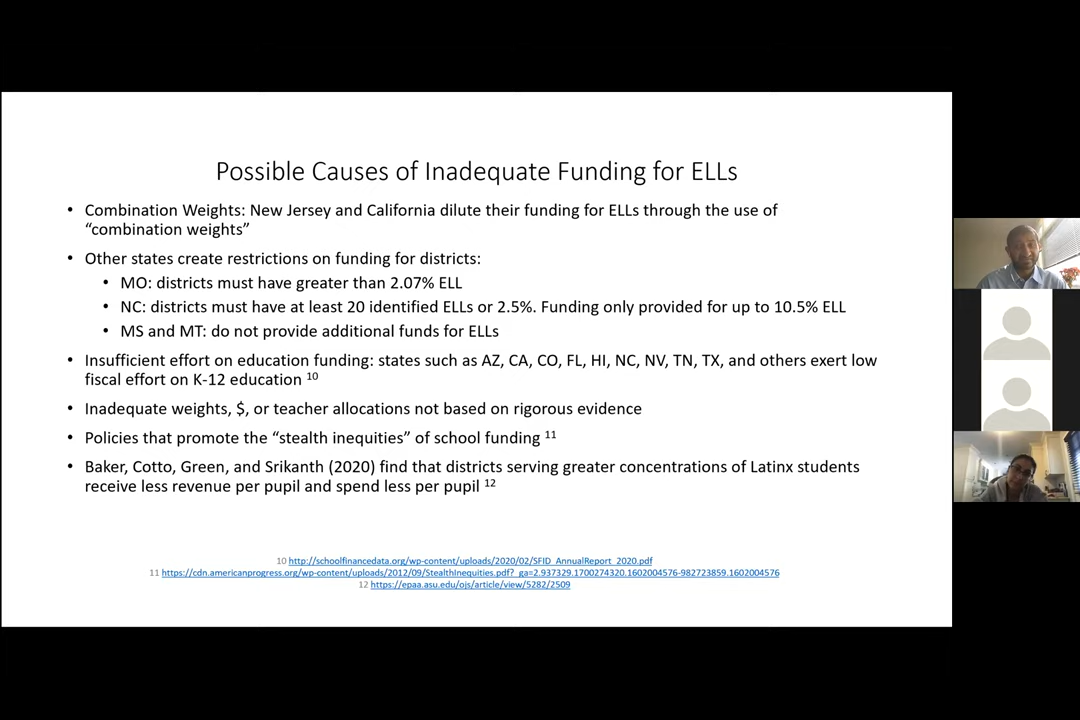 Possible Causes of Inadequate Funding for ELLs
• Combination Weights: New Jersey and California dilute their funding for ELLs through the use of
“combination weights”
• Other states create restrictions on funding for districts:
• MO: districts must have greater than 2.07% ELL
• NC: districts must have at least 20 identified ELLs or 2.5%. Funding only provided for up to 10.5% ELL
• MS and MT: do not provide additional funds for ELLs
• Insufficient effort on education funding: states such as AZ, CA, CO, FL, HI, NC, NV, TN, TX, and others exert low
fiscal effort on K-12 education 10
• Inadequate weights, $, or teacher allocations not based on rigorous evidence
• Policies that promote the “stealth inequities” of school funding 11
• Baker, Cotto, Green, and Srikanth (2020) find that districts serving greater concentrations of Latinx students
receive less revenue per pupil and spend less per pupil 12
10 http://schoolfinancedata.org/wp-content/uploads/2020/02/SFID_AnnualReport_2020.pdf
11 https://cdn.americanprogress.org/wp-content/uploads/2012/09/StealthInequities.pdf?_ga=2.937329.1700274320.1602004576-982723859.1602004576
12 https://epaa.asu.edu/ojs/article/view/5282/2509